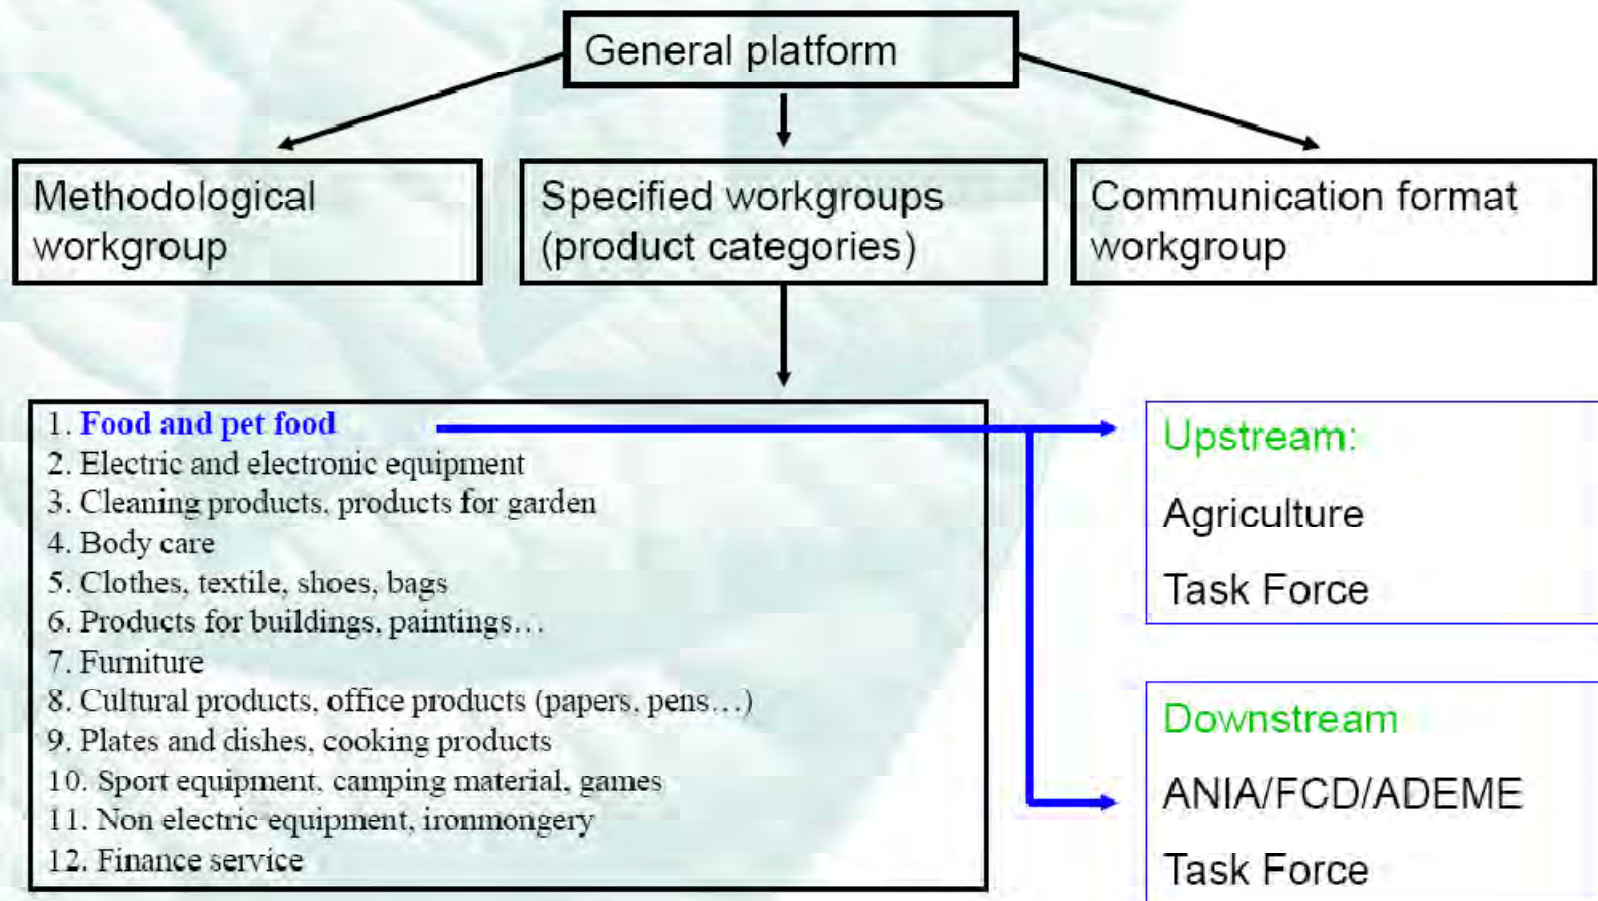 General platform
Methodological
workgroup
Specified workgroups
(product categories)
Communication format
workgroup
1. Food and pet food
2. Electric and electronic equipment
3. Cleaning products, products for garden
4. Body care
5. Clothes, textile, shoes, bags
6. Products for buildings, paintings…
7. Furniture
8. Cultural products, office products (papers, pens…)
9. Plates and dishes, cooking products
10. Sport equipment, camping material, games
11. Non electric equipment, ironmongery
12. Finance service
Upstream:
Agriculture
Task Force
Downstream
ANIA/FCD/ADEME
Task Force